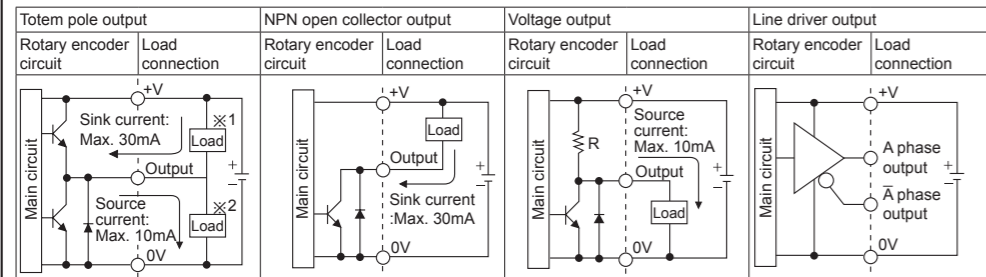 Totem pole output
Rotary encoder
circuit
Load
connection
Main circuit
+V
Sink current:
Max. 30mA
※1
Load
Output
+
−
Source
current:
Max. 10mA
※2
Load
0V
NPN open collector output
Rotary encoder
circuit
Load
connection
Main circuit
+V
Load
Output
+
−
Sink current
:Max. 30mA
0V
Voltage output
Rotary encoder
circuit
Load
connection
Main circuit
+V
Source
current:
Max. 10mA
R
Output
+
−
Load
0V
Line driver output
Rotary encoder
circuit
Load
connection
Main circuit
+V
A phase
output
+
−
A̅ phase
output
0V